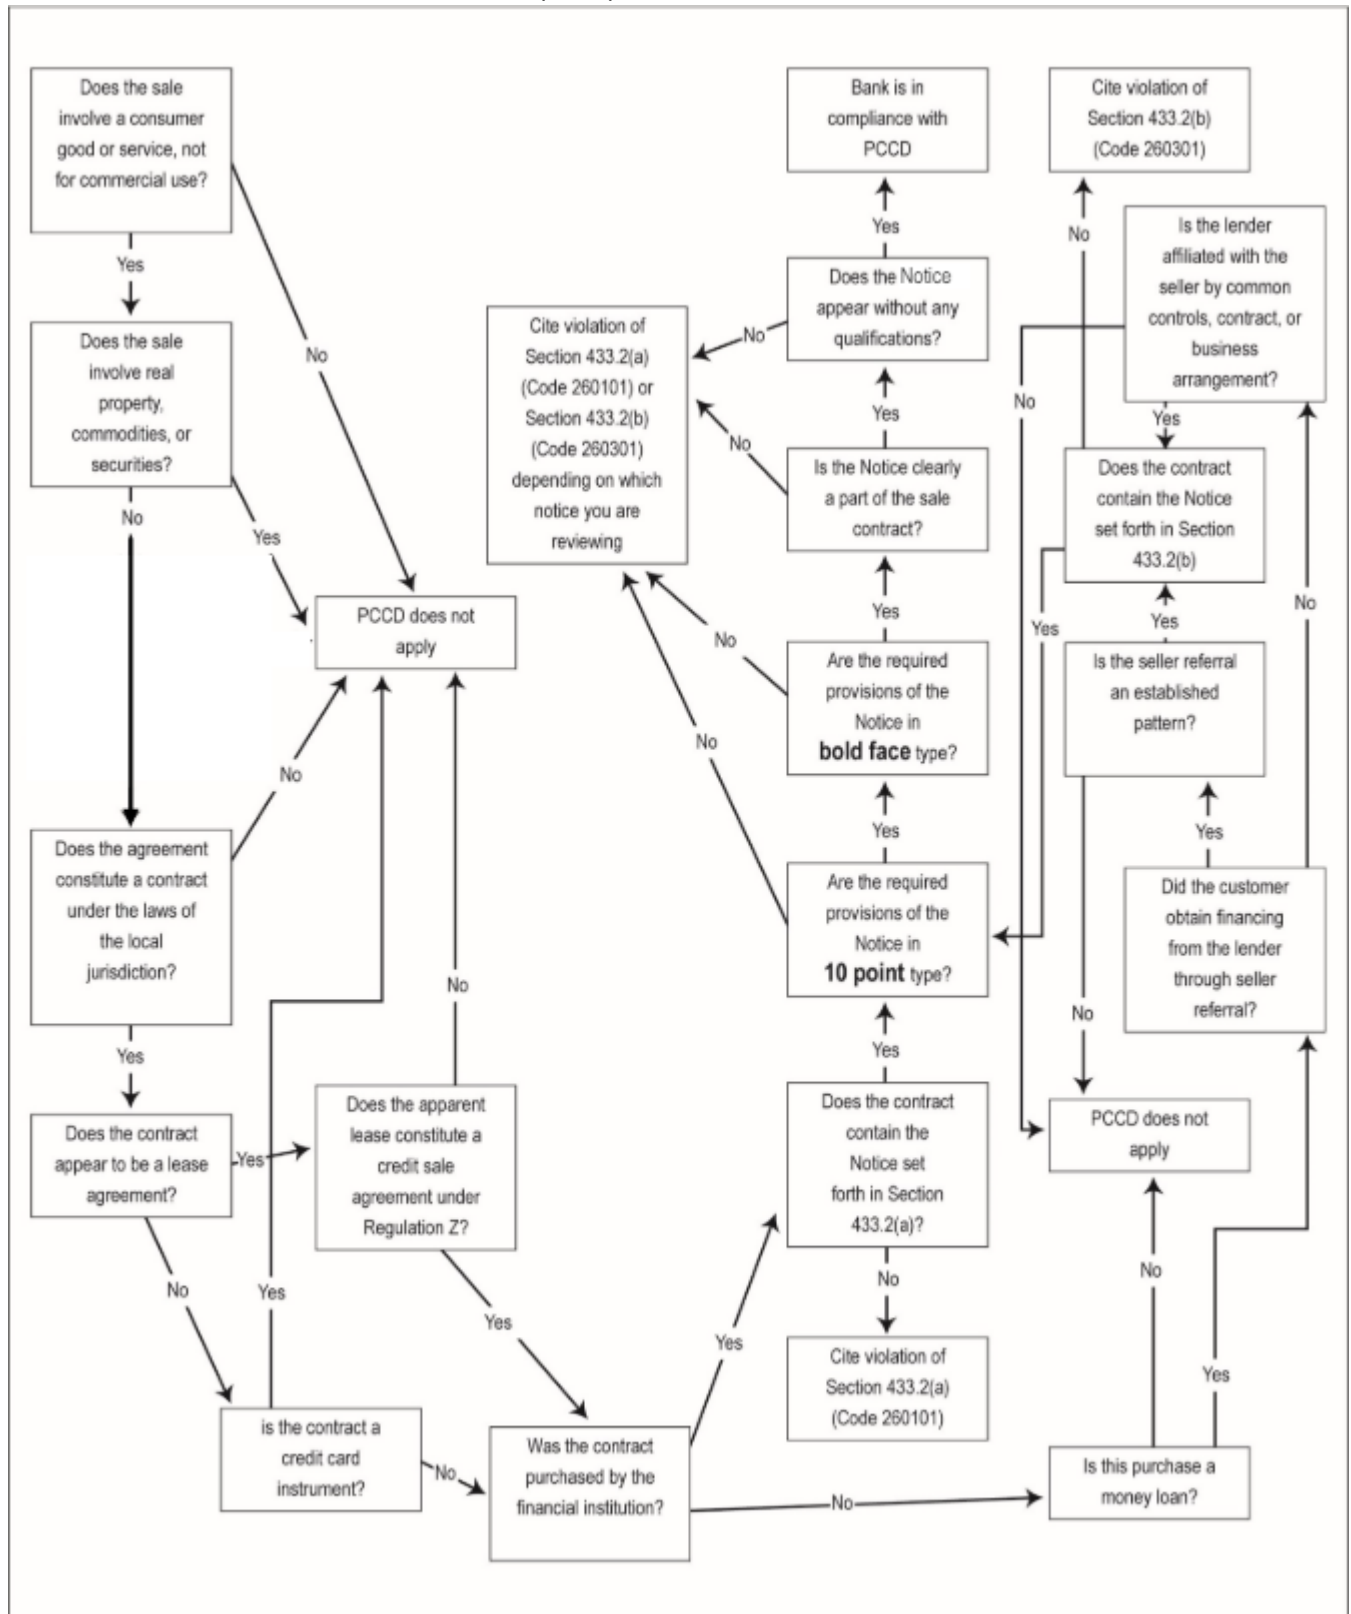 Does the sale
involve a consumer
good or service, not
for commercial use?
Yes
No
Does the sale
involve real
property,
commodities, or
securities?
No
Yes
PCCD does not
apply
Does the agreement
constitute a contract
under the laws of
the local
jurisdiction?
No
Yes
Does the contract
appear to be a lease
agreement?
Yes
No
Does the apparent
lease constitute a
credit sale
agreement under
Regulation Z?
No
Yes
is the contract a
credit card
instrument?
Yes
No
Was the contract
purchased by the
financial institution?
Yes
No
Cite violation of
Section 433.2(a)
(Code 260101) or
Section 433.2(b)
(Code 260301)
depending on which
notice you are
reviewing
Bank is in
compliance with
PCCD
Yes
Does the Notice
appear without any
qualifications?
No
Yes
Is the Notice clearly
a part of the sale
contract?
No
Yes
Are the required
provisions of the
Notice in
bold face type?
No
Yes
Are the required
provisions of the
Notice in
10 point type?
No
Yes
Does the contract
contain the
Notice set
forth in Section
433.2(a)?
No
Cite violation of
Section 433.2(a)
(Code 260101)
Cite violation of
Section 433.2(b)
(Code 260301)
No
Is the lender
affiliated with the
seller by common
controls, contract, or
business
arrangement?
No
Yes
Does the contract
contain the Notice
set forth in Section
433.2(b)
Yes
Yes
No
Is the seller referral
an established
pattern?
Yes
No
Did the customer
obtain financing
from the lender
through seller
referral?
PCCD does not
apply
No
Yes
Is this purchase a
money loan?